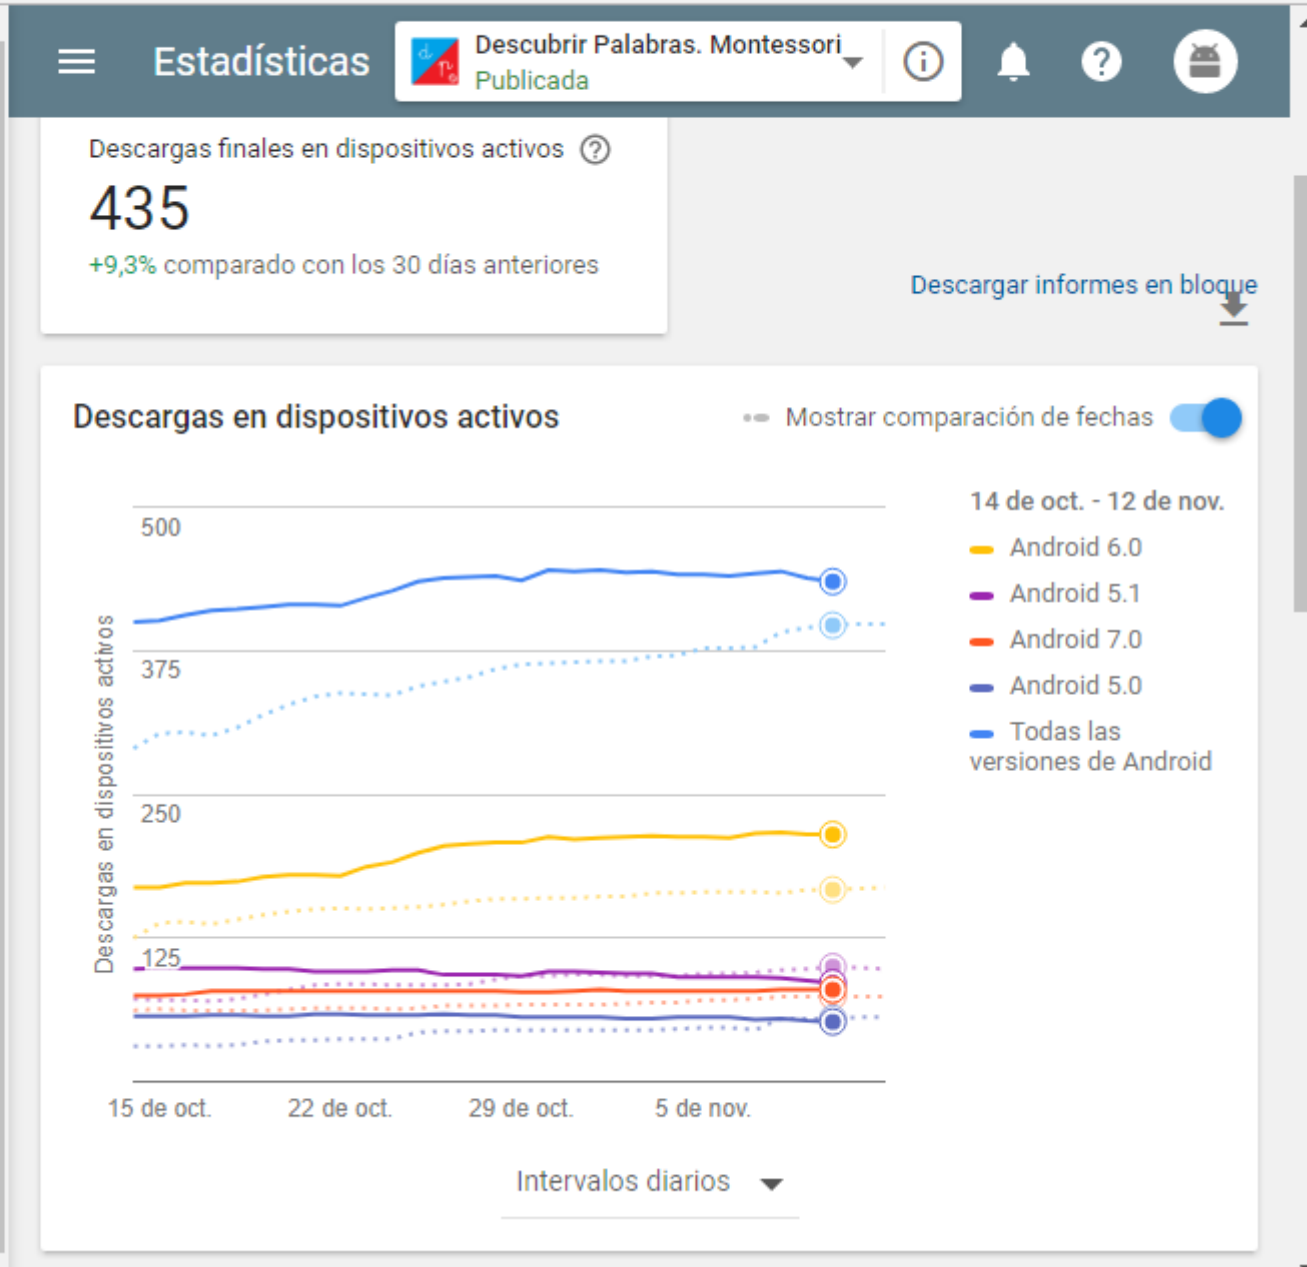 Estadísticas
Descubrir Palabras. Montessori
Publicada
Descargas finales en dispositivos activos
435
+9,3% comparado con los 30 días anteriores
Descargar informes en bloque
Descargas en dispositivos activos
Mostrar comparación de fechas
Descargas en dispositivos activos
500
375
250
125
15 de oct.
22 de oct.
29 de oct.
5 de nov.
14 de oct. - 12 de nov.
Android 6.0
Android 5.1
Android 7.0
Android 5.0
Todas las
versiones de Android
Intervalos diarios